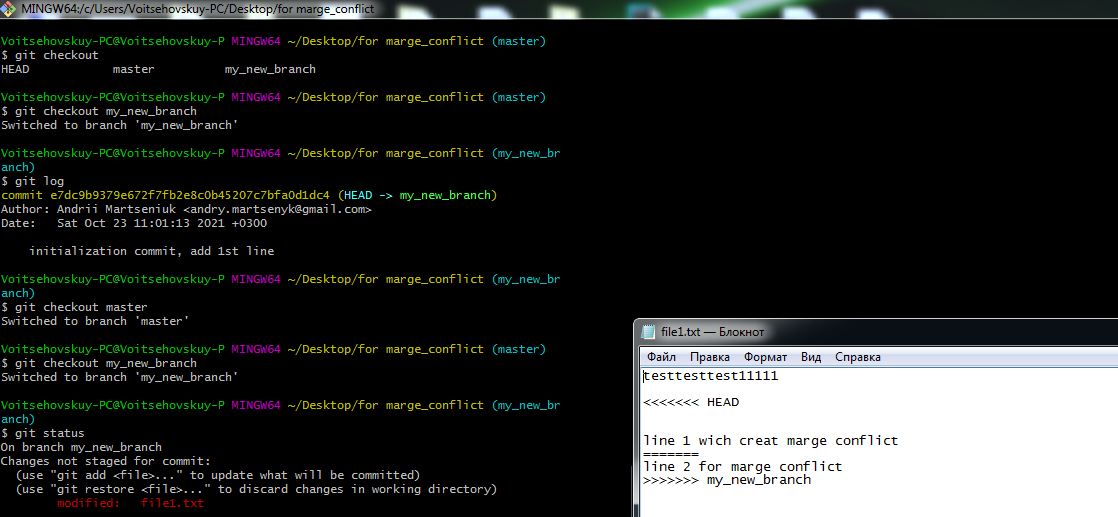 MINGW64:/c/Users/Voitsehovskuy-PC/Desktop/for marge_conflict
Voitsehovskuy-PC@Voitsehovskuy-P MINGW64 ~/Desktop/for marge_conflict (master)
$ git checkout
HEAD master my_new_branch
Voitsehovskuy-PC@Voitsehovskuy-P MINGW64 ~/Desktop/for marge_conflict (master)
$ git checkout my_new_branch
Switched to branch 'my_new_branch'
Voitsehovskuy-PC@Voitsehovskuy-P MINGW64 ~/Desktop/for marge_conflict (my_new_br
anch)
$ git log
commit e7dc9b9379e672f7fb2e8c0b45207c7bfa0d1dc4 (HEAD -> my_new_branch)
Author: Andrii Martseniuk <andry.martsenyk@gmail.com>
Date: Sat Oct 23 11:01:13 2021 +0300
initialization commit, add 1st line
Voitsehovskuy-PC@Voitsehovskuy-P MINGW64 ~/Desktop/for marge_conflict (my_new_br
anch)
$ git checkout master
Switched to branch 'master'
Voitsehovskuy-PC@Voitsehovskuy-P MINGW64 ~/Desktop/for marge_conflict (master)
$ git checkout my_new_branch
Switched to branch 'my_new_branch'
Voitsehovskuy-PC@Voitsehovskuy-P MINGW64 ~/Desktop/for marge_conflict (my_new_br
anch)
$ git status
On branch my_new_branch
Changes not staged for commit:
(use "git add <file>..." to update what will be committed)
(use "git restore <file>..." to discard changes in working directory)
modified: file1.txt
file1.txt — Блокнот
Файл Правка Формат Вид Справка
testtesttest11111
<<<<<<< HEAD
line 1 wich creat marge conflict
=======
line 2 for marge conflict
>>>>>>> my_new_branch